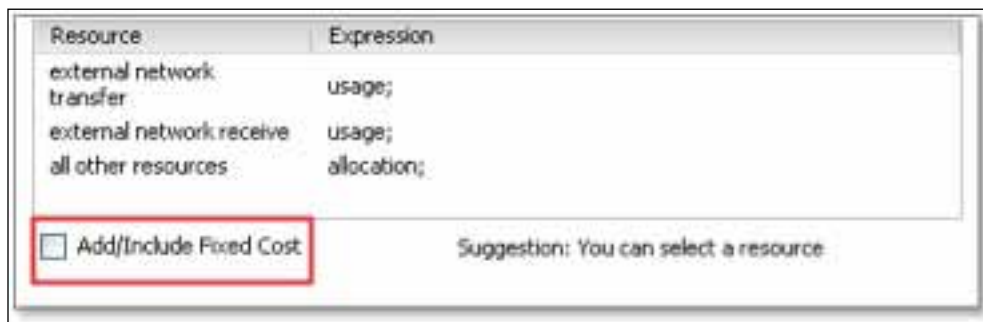 Resource Expression
external network
transfer usage;
external network receive usage;
all other resources allocation;
Add/Include Fixed Cost Suggestion: You can select a resource